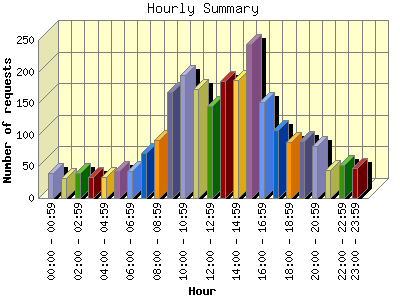 Hourly Summary
Number of requests
250
200
150
100
50
0
00:00 - 00:59
02:00 - 02:59
04:00 - 04:59
06:00 - 06:59
08:00 - 08:59
10:00 - 10:59
12:00 - 12:59
14:00 - 14:59
16:00 - 16:59
18:00 - 18:59
20:00 - 20:59
22:00 - 22:59
23:00 - 23:59
Hour